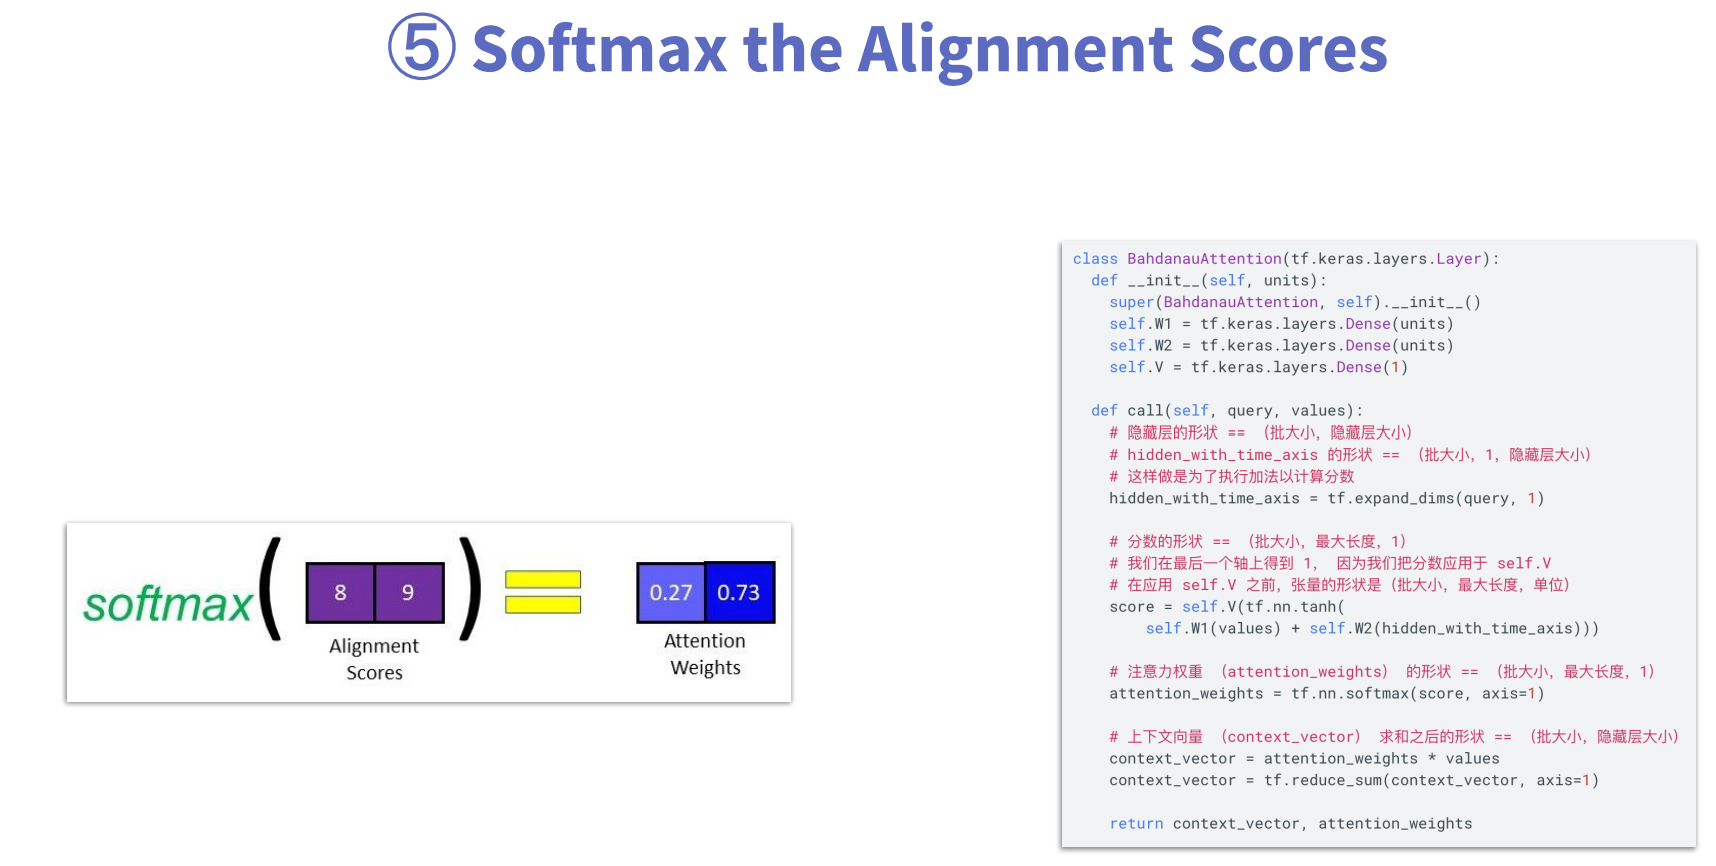 ⑤ Softmax the Alignment Scores
softmax( 8 9 ) = 0.27 0.73
Alignment
Scores
Attention
Weights
class BahdanauAttention(tf.keras.layers.Layer):
  def __init__(self, units):
    super(BahdanauAttention, self).__init__()
    self.W1 = tf.keras.layers.Dense(units)
    self.W2 = tf.keras.layers.Dense(units)
    self.V = tf.keras.layers.Dense(1)
  def call(self, query, values):
    # 隐藏层的形状 == （批大小，隐藏层大小）
    # hidden_with_time_axis 的形状 == （批大小，1，隐藏层大小）
    # 这样做是为了执行加法以计算分数
    hidden_with_time_axis = tf.expand_dims(query, 1)
    # 分数的形状 == （批大小，最大长度，1）
    # 我们在最后一个轴上得到 1， 因为我们把分数应用于 self.V
    # 在应用 self.V 之前，张量的形状是（批大小，最大长度，单位）
    score = self.V(tf.nn.tanh(
        self.W1(values) + self.W2(hidden_with_time_axis)))
    # 注意力权重 （attention_weights） 的形状 == （批大小，最大长度，1）
    attention_weights = tf.nn.softmax(score, axis=1)
    # 上下文向量 （context_vector） 求和之后的形状 == （批大小，隐藏层大小）
    context_vector = attention_weights * values
    context_vector = tf.reduce_sum(context_vector, axis=1)
    return context_vector, attention_weights